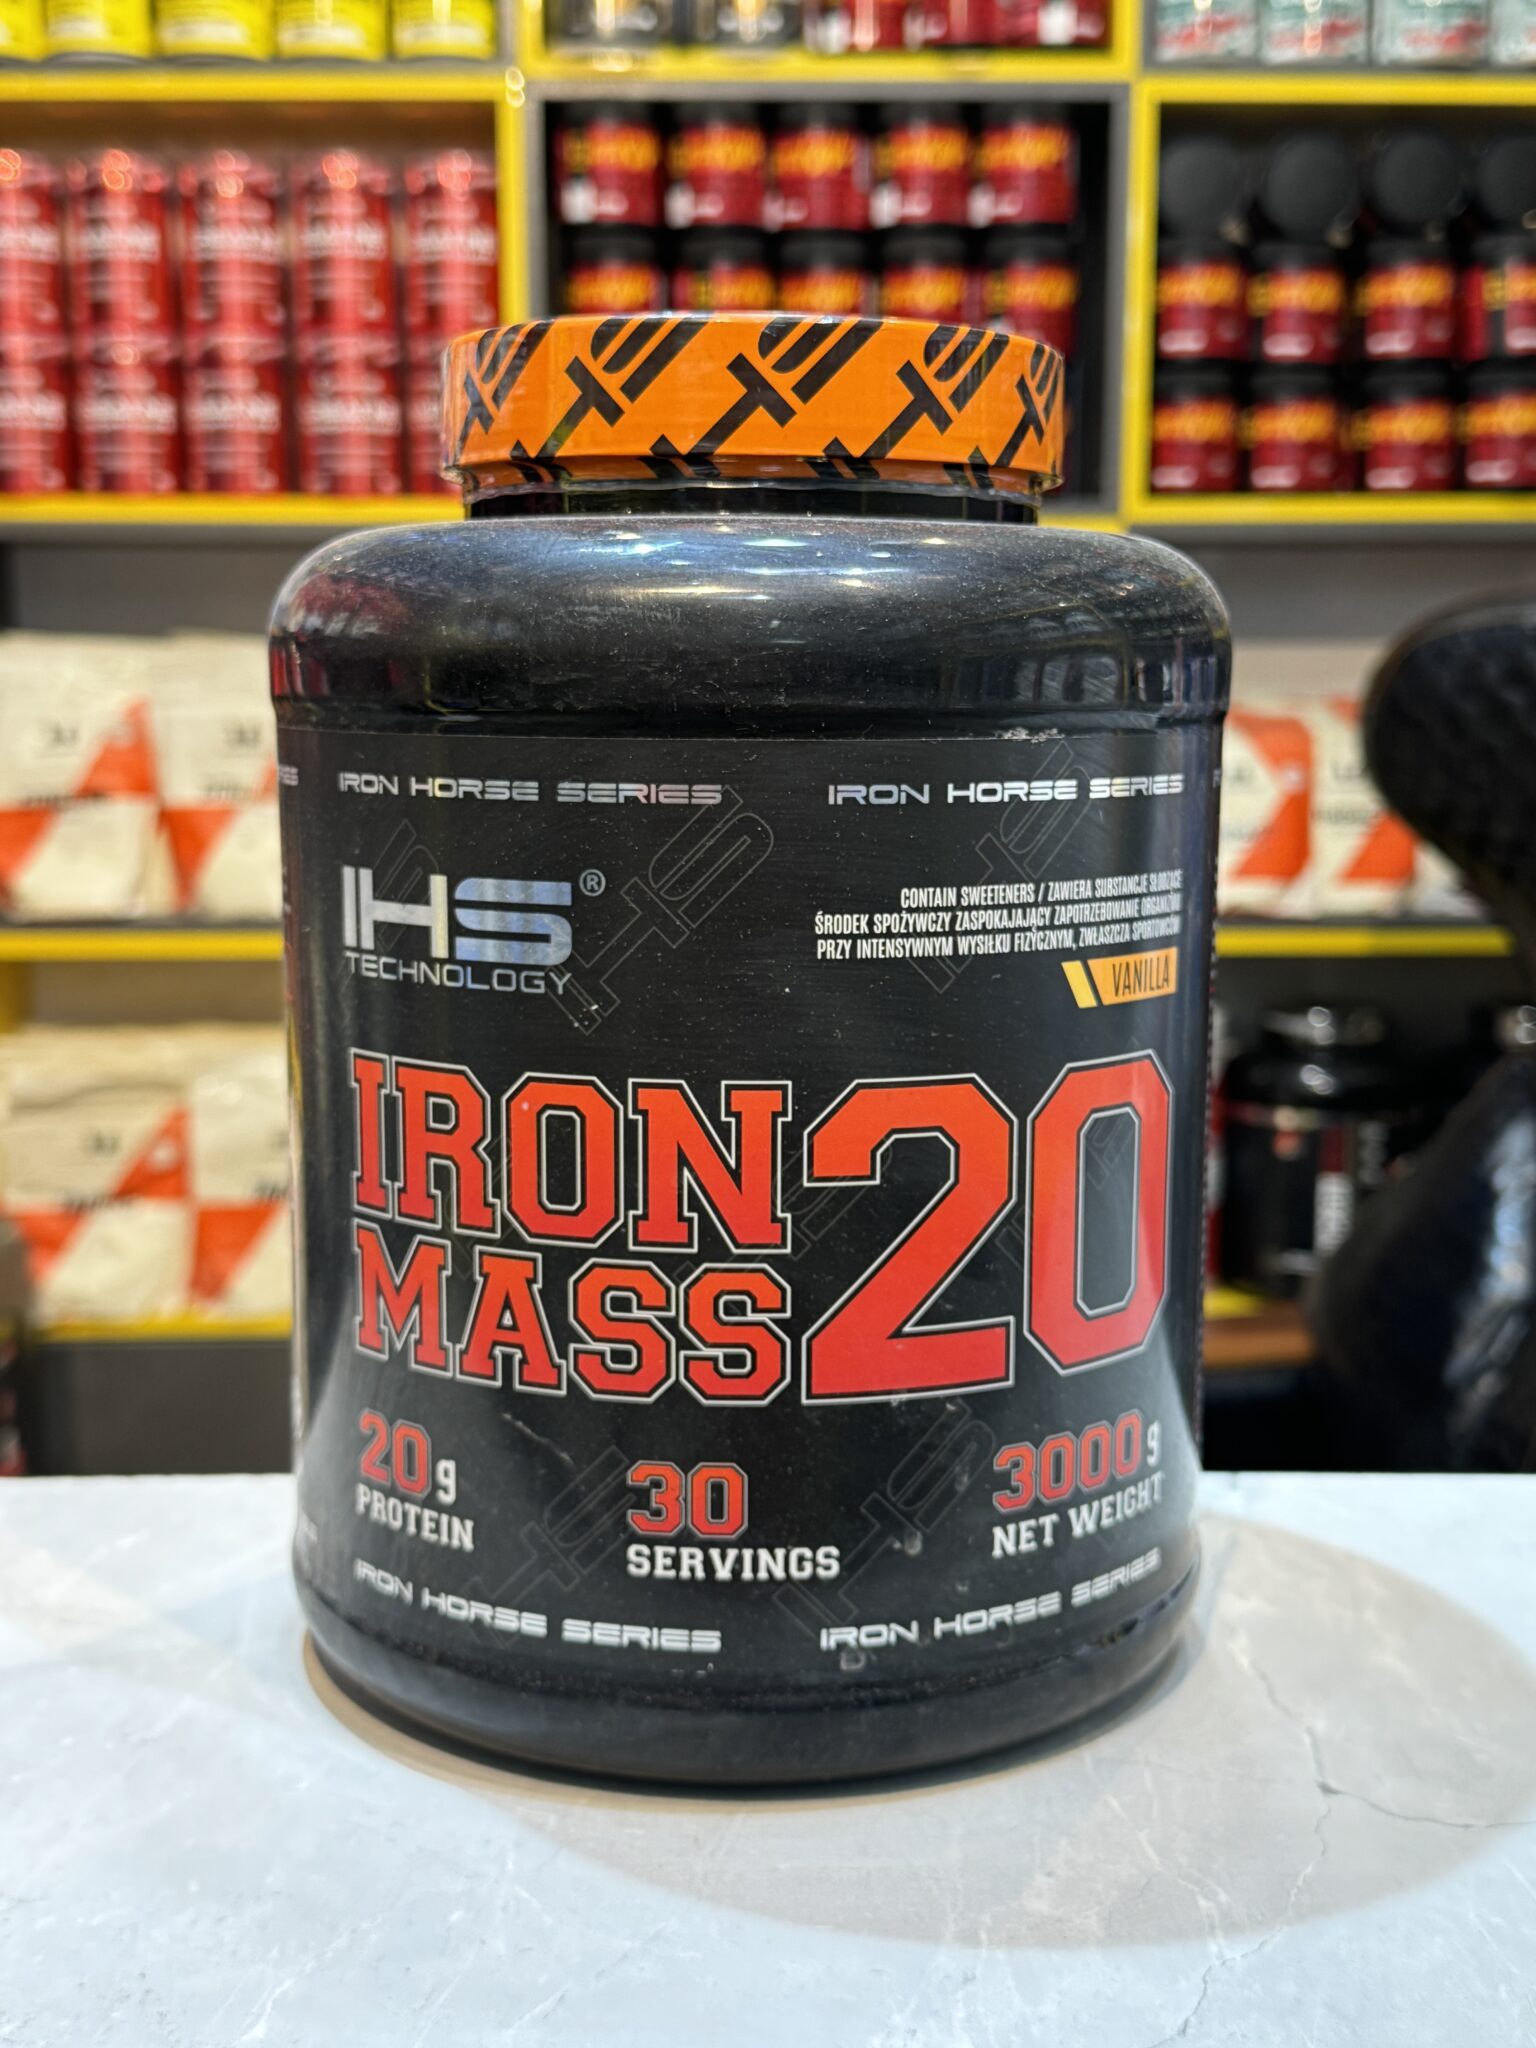 IRON HORSE SERIES
IRON HORSE SERIES
IHS®
TECHNOLOGY
CONTAIN SWEETENERS / ZAWIERA SUBSTANCJE SŁODZĄCE
ŚRODEK SPOŻYWCZY ZASPOKAJAJĄCY ZAPOTRZEBOWANIE ORGANIZMU
PRZY INTENSYWNYM WYSIŁKU FIZYCZNYM, ZWŁASZCZA SPORTOWCÓW
VANILLA
IRON
MASS
20
20 g
PROTEIN
30
SERVINGS
3000 g
NET WEIGHT
IRON HORSE SERIES
IRON HORSE SERIES